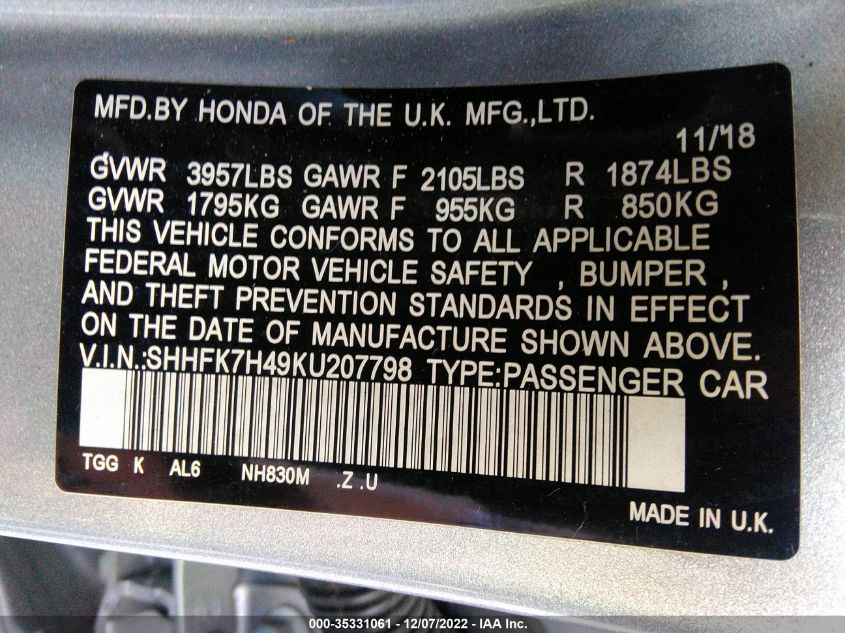 MFD.BY HONDA OF THE U.K. MFG.,LTD.
11/18
GVWR 3957LBS GAWR F 2105LBS R 1874LBS
GVWR 1795KG GAWR F 955KG R 850KG
THIS VEHICLE CONFORMS TO ALL APPLICABLE
FEDERAL MOTOR VEHICLE SAFETY , BUMPER ,
AND THEFT PREVENTION STANDARDS IN EFFECT
ON THE DATE OF MANUFACTURE SHOWN ABOVE.
V.I.N.:SHHFK7H49KU207798 TYPE:PASSENGER CAR
TGG K AL6 NH830M .Z .U
MADE IN U.K.
000-35331061 - 12/07/2022 - IAA Inc.